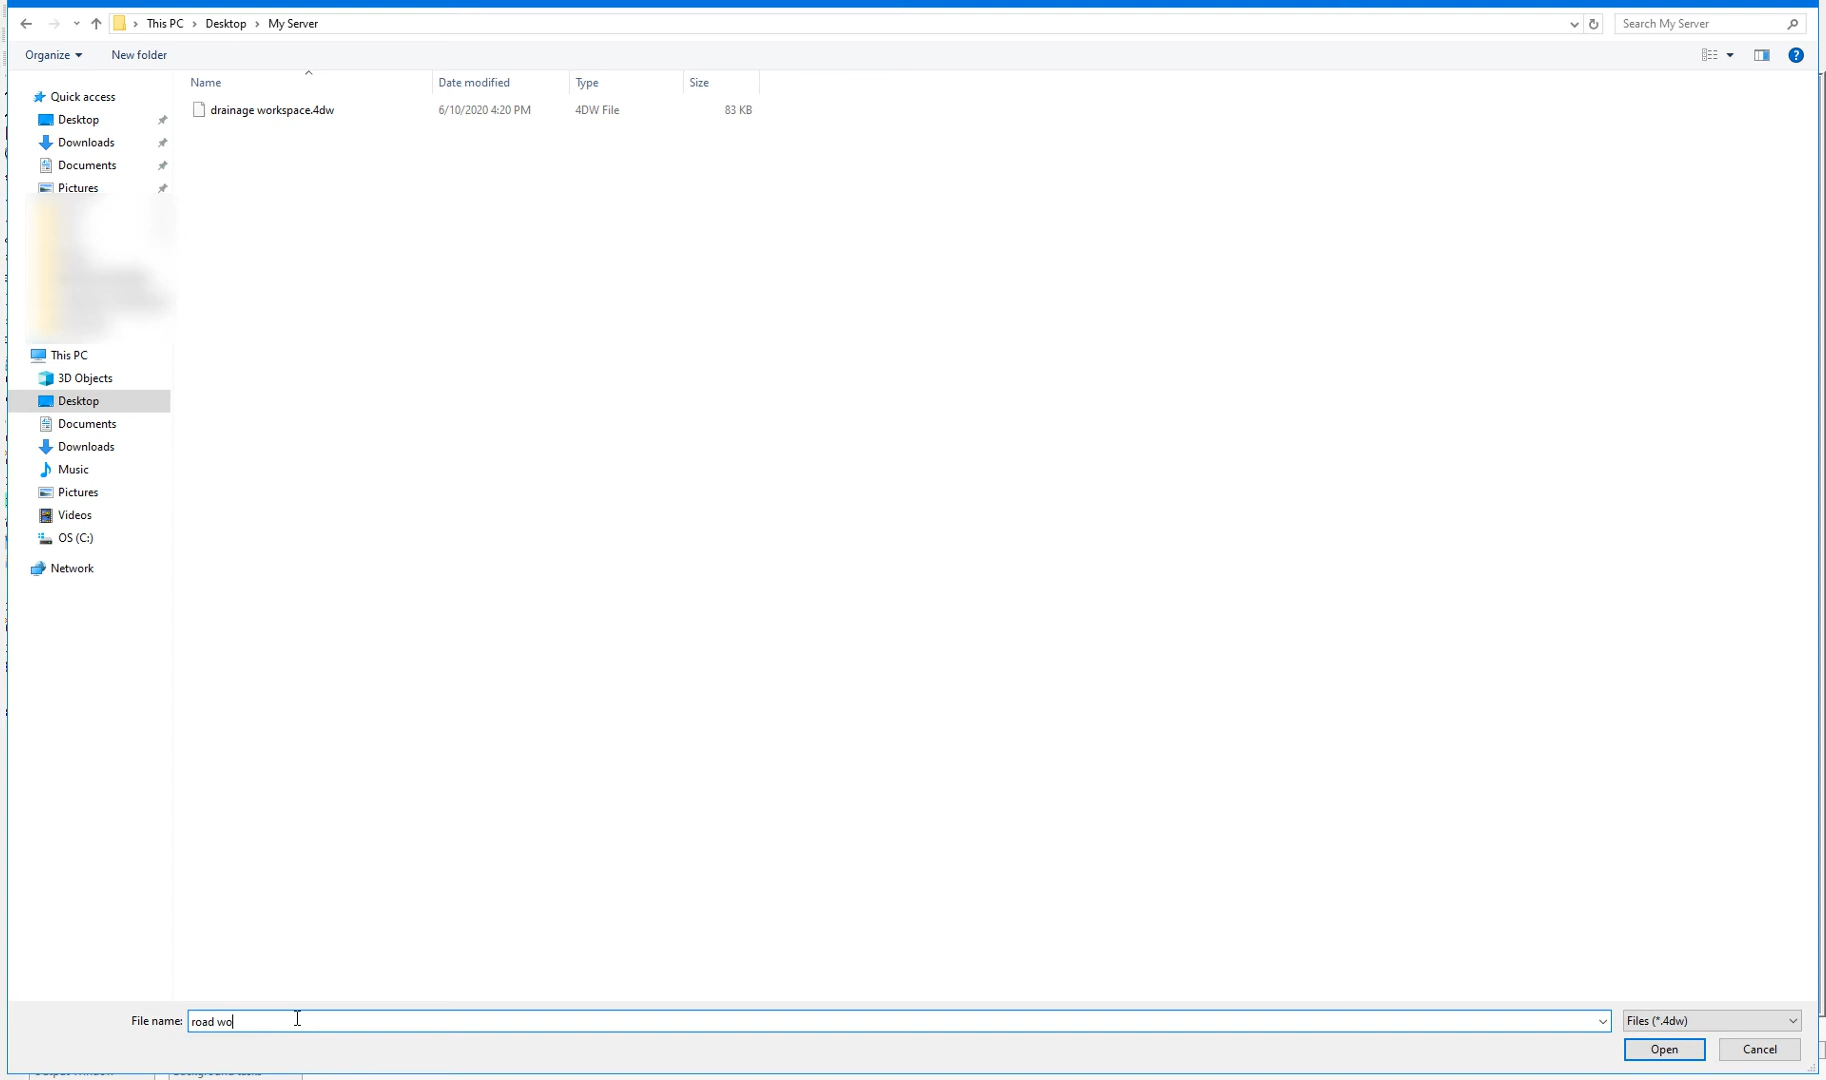 This PC > Desktop > My Server
Search My Server
Organize
New folder
Name
Date modified
Type
Size
drainage workspace.4dw
6/10/2020 4:20 PM
4DW File
83 KB
Quick access
Desktop
Downloads
Documents
Pictures
This PC
3D Objects
Desktop
Documents
Downloads
Music
Pictures
Videos
OS (C:)
Network
File name:
road wo
Files (*.4dw)
Open
Cancel